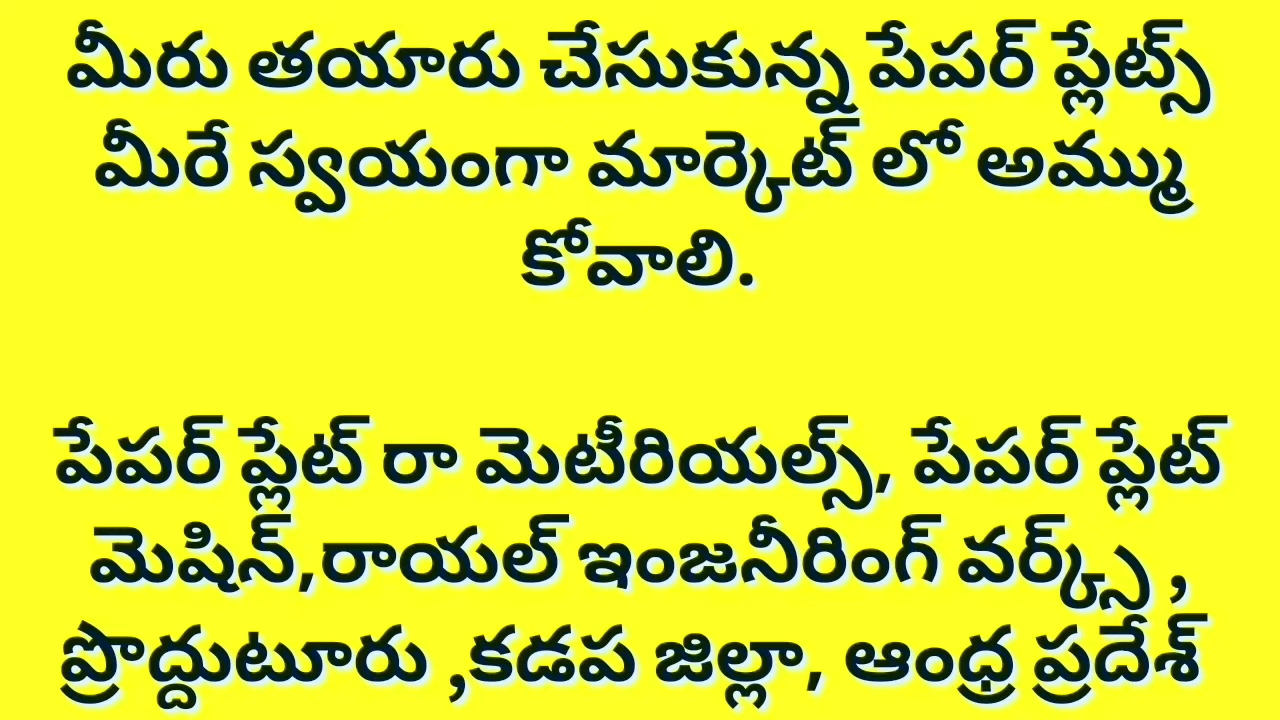 మీరు తయారు చేసుకున్న పేపర్ ప్లేట్స్
మీరే స్వయంగా మార్కెట్ లో అమ్ము
కోవాలి.
పేపర్ ప్లేట్ రా మెటీరియల్స్, పేపర్ ప్లేట్
మెషిన్,రాయల్ ఇంజనీరింగ్ వర్క్స్ ,
ప్రొద్దుటూరు ,కడప జిల్లా, ఆంధ్ర ప్రదేశ్